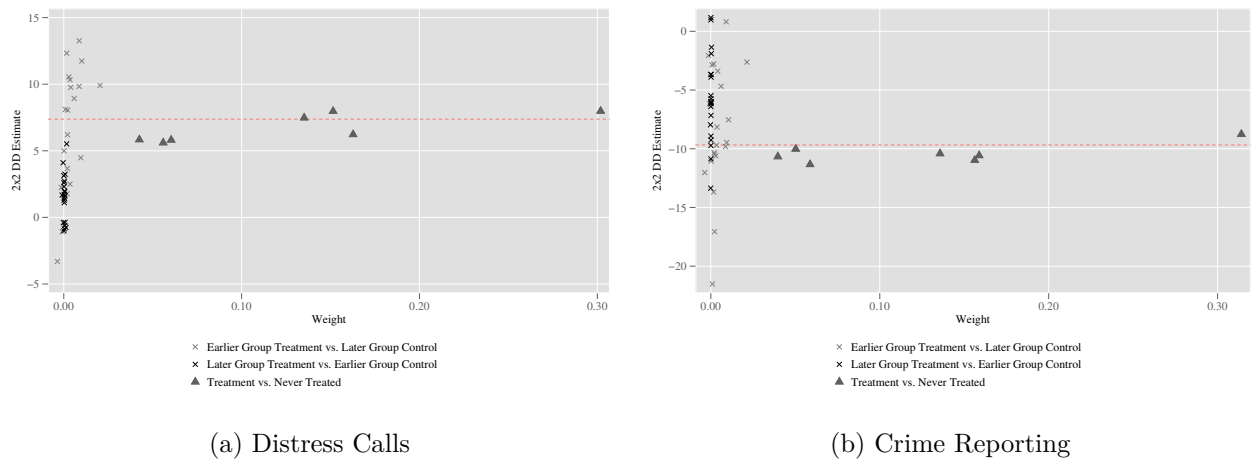 15
10
5
0
−5
2x2 DD Estimate
0.00 0.10 0.20 0.30
Weight
Earlier Group Treatment vs. Later Group Control
Later Group Treatment vs. Earlier Group Control
Treatment vs. Never Treated
(a) Distress Calls
0
−5
−10
−15
−20
2x2 DD Estimate
0.00 0.10 0.20 0.30
Weight
Earlier Group Treatment vs. Later Group Control
Later Group Treatment vs. Earlier Group Control
Treatment vs. Never Treated
(b) Crime Reporting